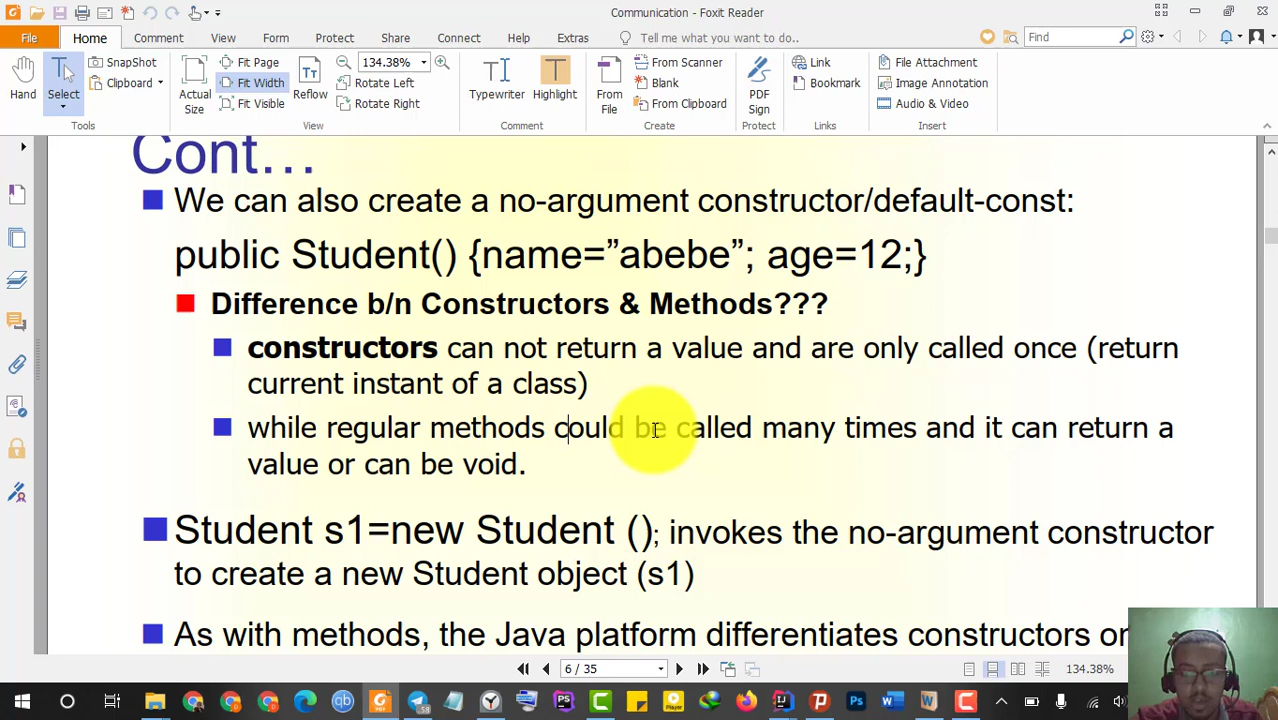 Communication - Foxit Reader
File Home Comment View Form Protect Share Connect Help Extras Tell me what you want to do... Find
Hand
Select
SnapShot
Clipboard
Tools
Actual Size
Fit Page
Fit Width
Fit Visible
Reflow
134.38%
Rotate Left
Rotate Right
View
Typewriter
Highlight
Comment
From File
From Scanner
Blank
From Clipboard
Create
PDF Sign
Protect
Link
Bookmark
Links
File Attachment
Image Annotation
Audio & Video
Insert
Cont…
We can also create a no-argument constructor/default-const:
public Student() {name=”abebe”; age=12;}
Difference b/n Constructors & Methods???
constructors can not return a value and are only called once (return
current instant of a class)
while regular methods could be called many times and it can return a
value or can be void.
Student s1=new Student (); invokes the no-argument constructor
to create a new Student object (s1)
As with methods, the Java platform differentiates constructors on
6 / 35
134.38%